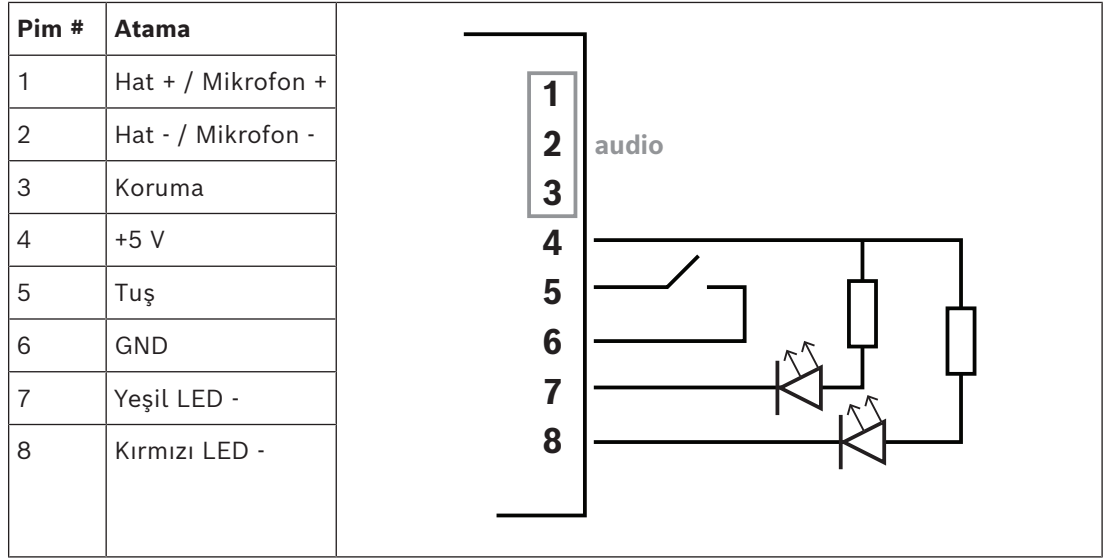 Pim # Atama
1 Hat + / Mikrofon +
2 Hat - / Mikrofon -
3 Koruma
4 +5 V
5 Tuş
6 GND
7 Yeşil LED -
8 Kırmızı LED -
1
2 audio
3
4
5
6
7
8